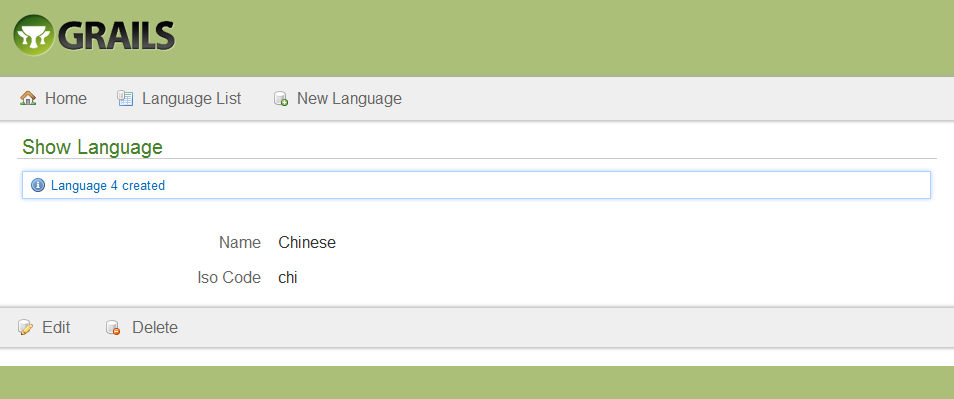 GRAILS
Home Language List New Language
Show Language
Language 4 created
Name Chinese
Iso Code chi
Edit Delete